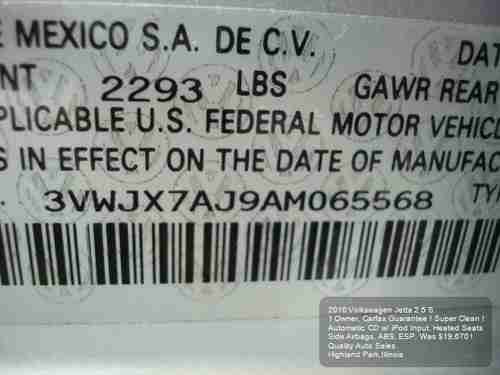 E MEXICO S.A. DE C.V.
DAT
NT 2293 LBS GAWR REAR
PLICABLE U.S. FEDERAL MOTOR VEHICL
S IN EFFECT ON THE DATE OF MANUFAC
. 3VWJX7AJ9AM065568 TY
2010 Volkswagen Jetta 2.5 S.
1 Owner, Carfax Guarantee ! Super Clean !
Automatic CD w/ iPod Input, Heated Seats
Side Airbags, ABS, ESP, Was $19,670 !
Quality Auto Sales
Highland Park,Illinois